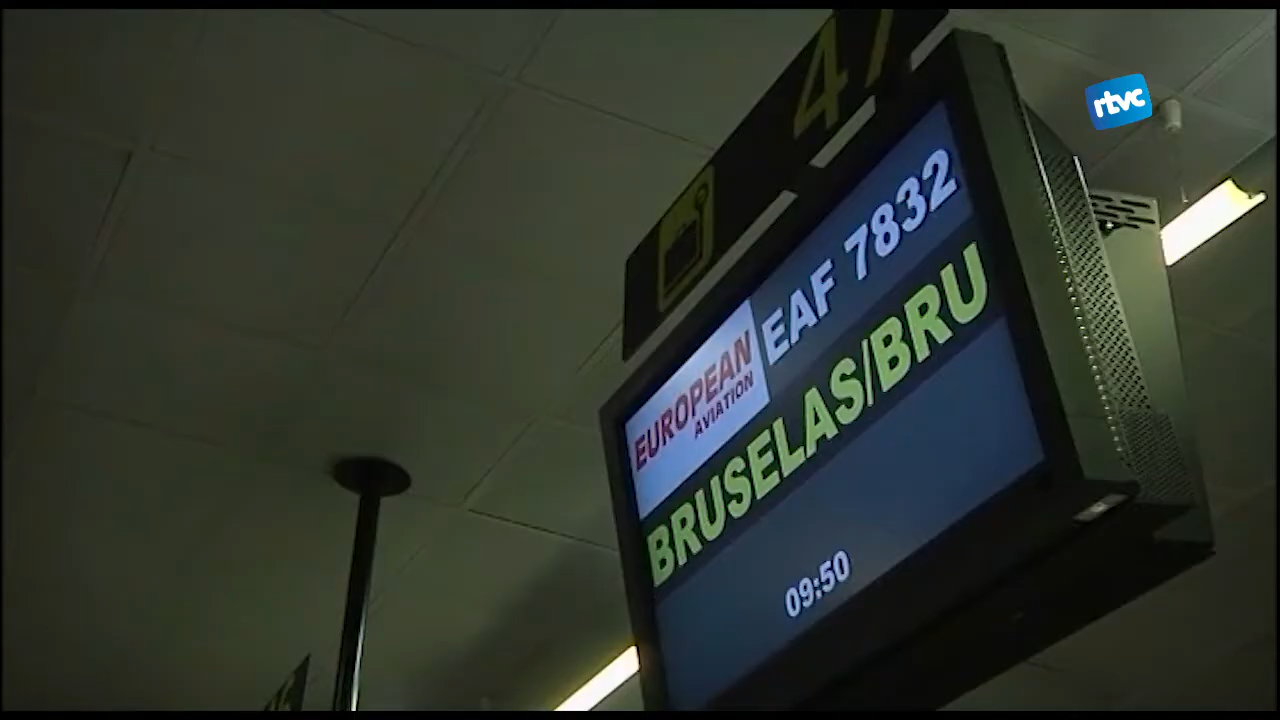 47
rtvc
EUROPEAN
AVIATION
EAF 7832
BRUSELAS/BRU
09:50